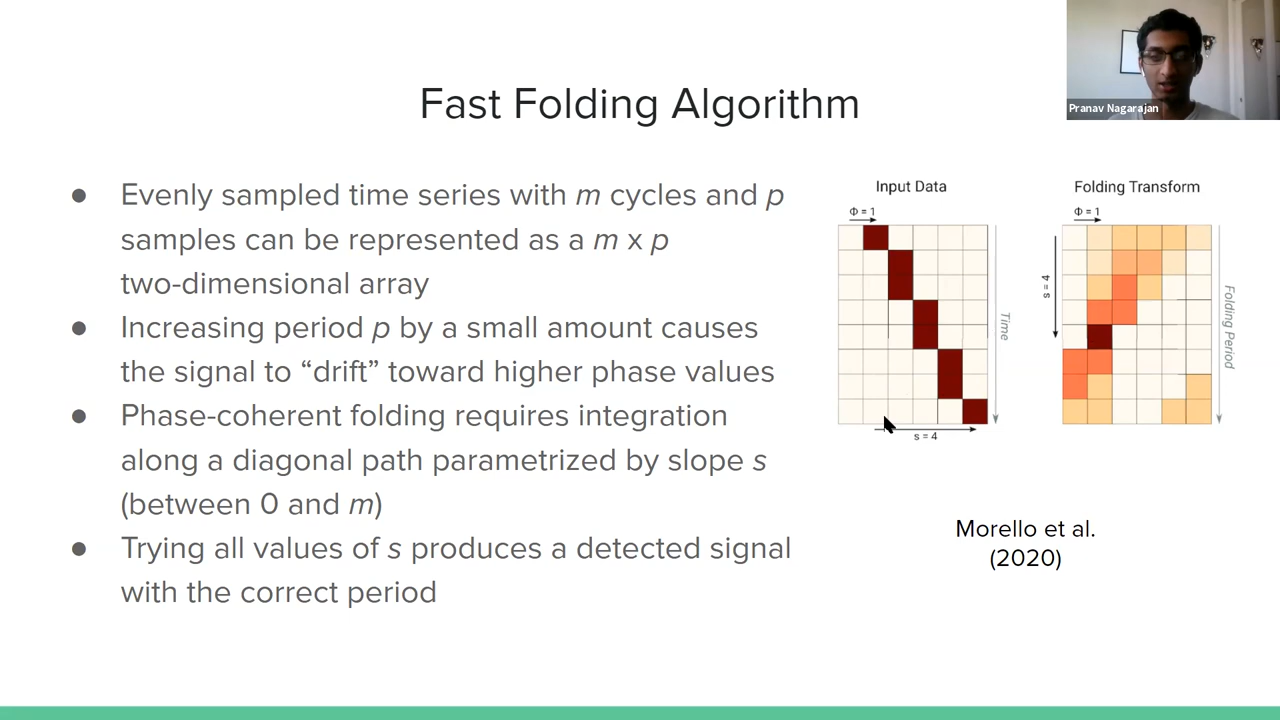 Fast Folding Algorithm
Pranav Nagarajan
● Evenly sampled time series with m cycles and p
samples can be represented as a m x p
two-dimensional array
● Increasing period p by a small amount causes
the signal to “drift” toward higher phase values
● Phase-coherent folding requires integration
along a diagonal path parametrized by slope s
(between 0 and m)
● Trying all values of s produces a detected signal
with the correct period
Input Data
Φ = 1
Time
s = 4
Folding Transform
Φ = 1
s = 4
Folding Period
Morello et al.
(2020)